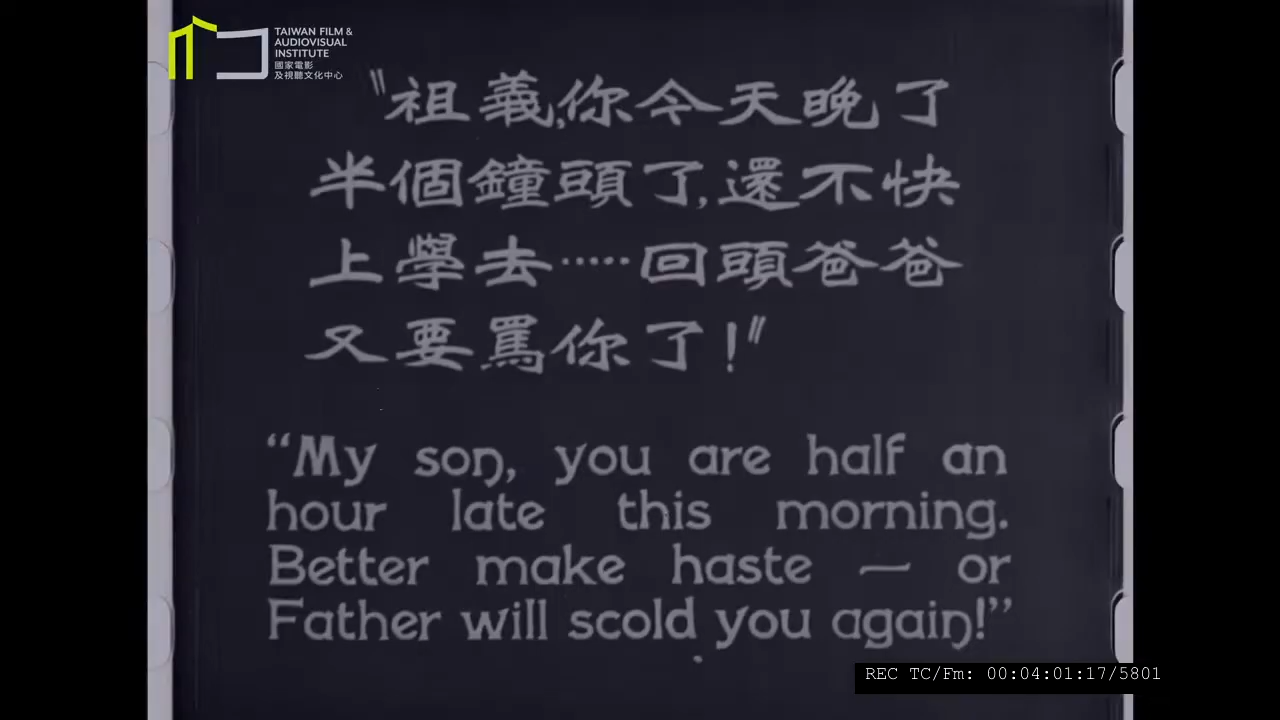 TAIWAN FILM &
AUDIOVISUAL
INSTITUTE
國家電影
及視聽文化中心
"祖義,你今天晚了
半個鐘頭了,還不快
上學去⋯⋯回頭爸爸
又要罵你了!"
“My son, you are half an
hour late this morning.
Better make haste — or
Father will scold you again!”
REC TC/Fm: 00:04:01:17/5801